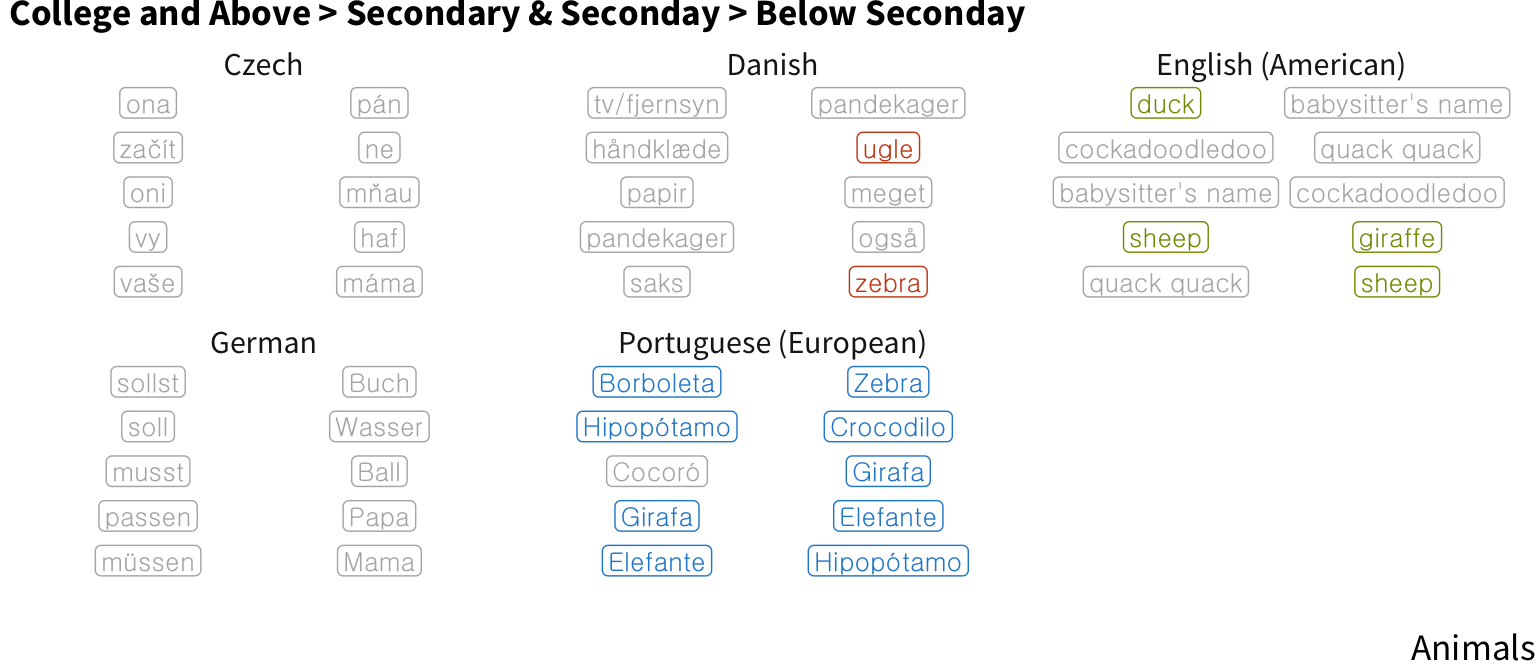 College and Above > Secondary & Seconday > Below Seconday
Czech Danish English (American)
ona pán tv/fjernsyn pandekager duck babysitter's name
začít ne håndklæde ugle cockadoodledoo quack quack
oni mňau papir meget babysitter's name cockadoodledoo
vy haf pandekager også sheep giraffe
vaše máma saks zebra quack quack sheep
German Portuguese (European)
sollst Buch Borboleta Zebra
soll Wasser Hipopótamo Crocodilo
musst Ball Cocoró Girafa
passen Papa Girafa Elefante
müssen Mama Elefante Hipopótamo
Animals